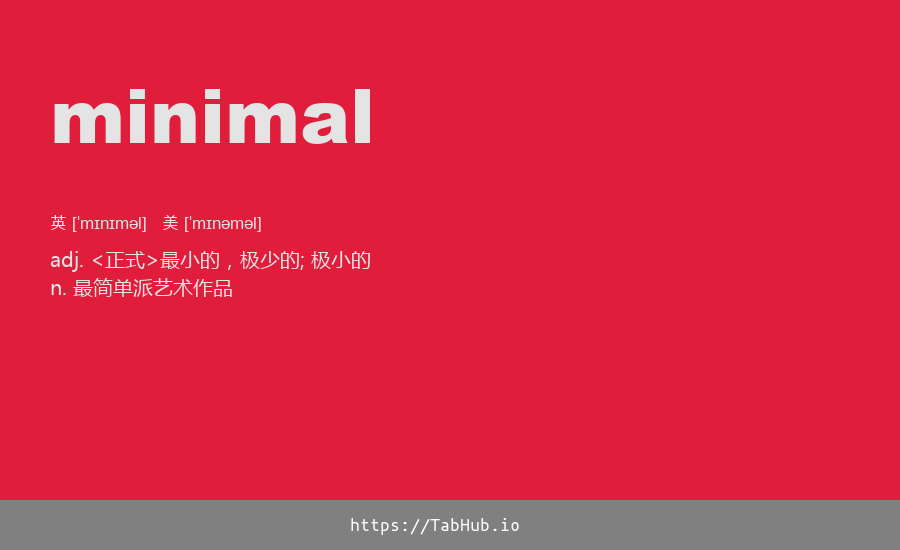 minimal
英 [ˈmɪnɪməl] 美 [ˈmɪnəməl]
adj. <正式>最小的，极少的; 极小的
n. 最简单派艺术作品
https://TabHub.io